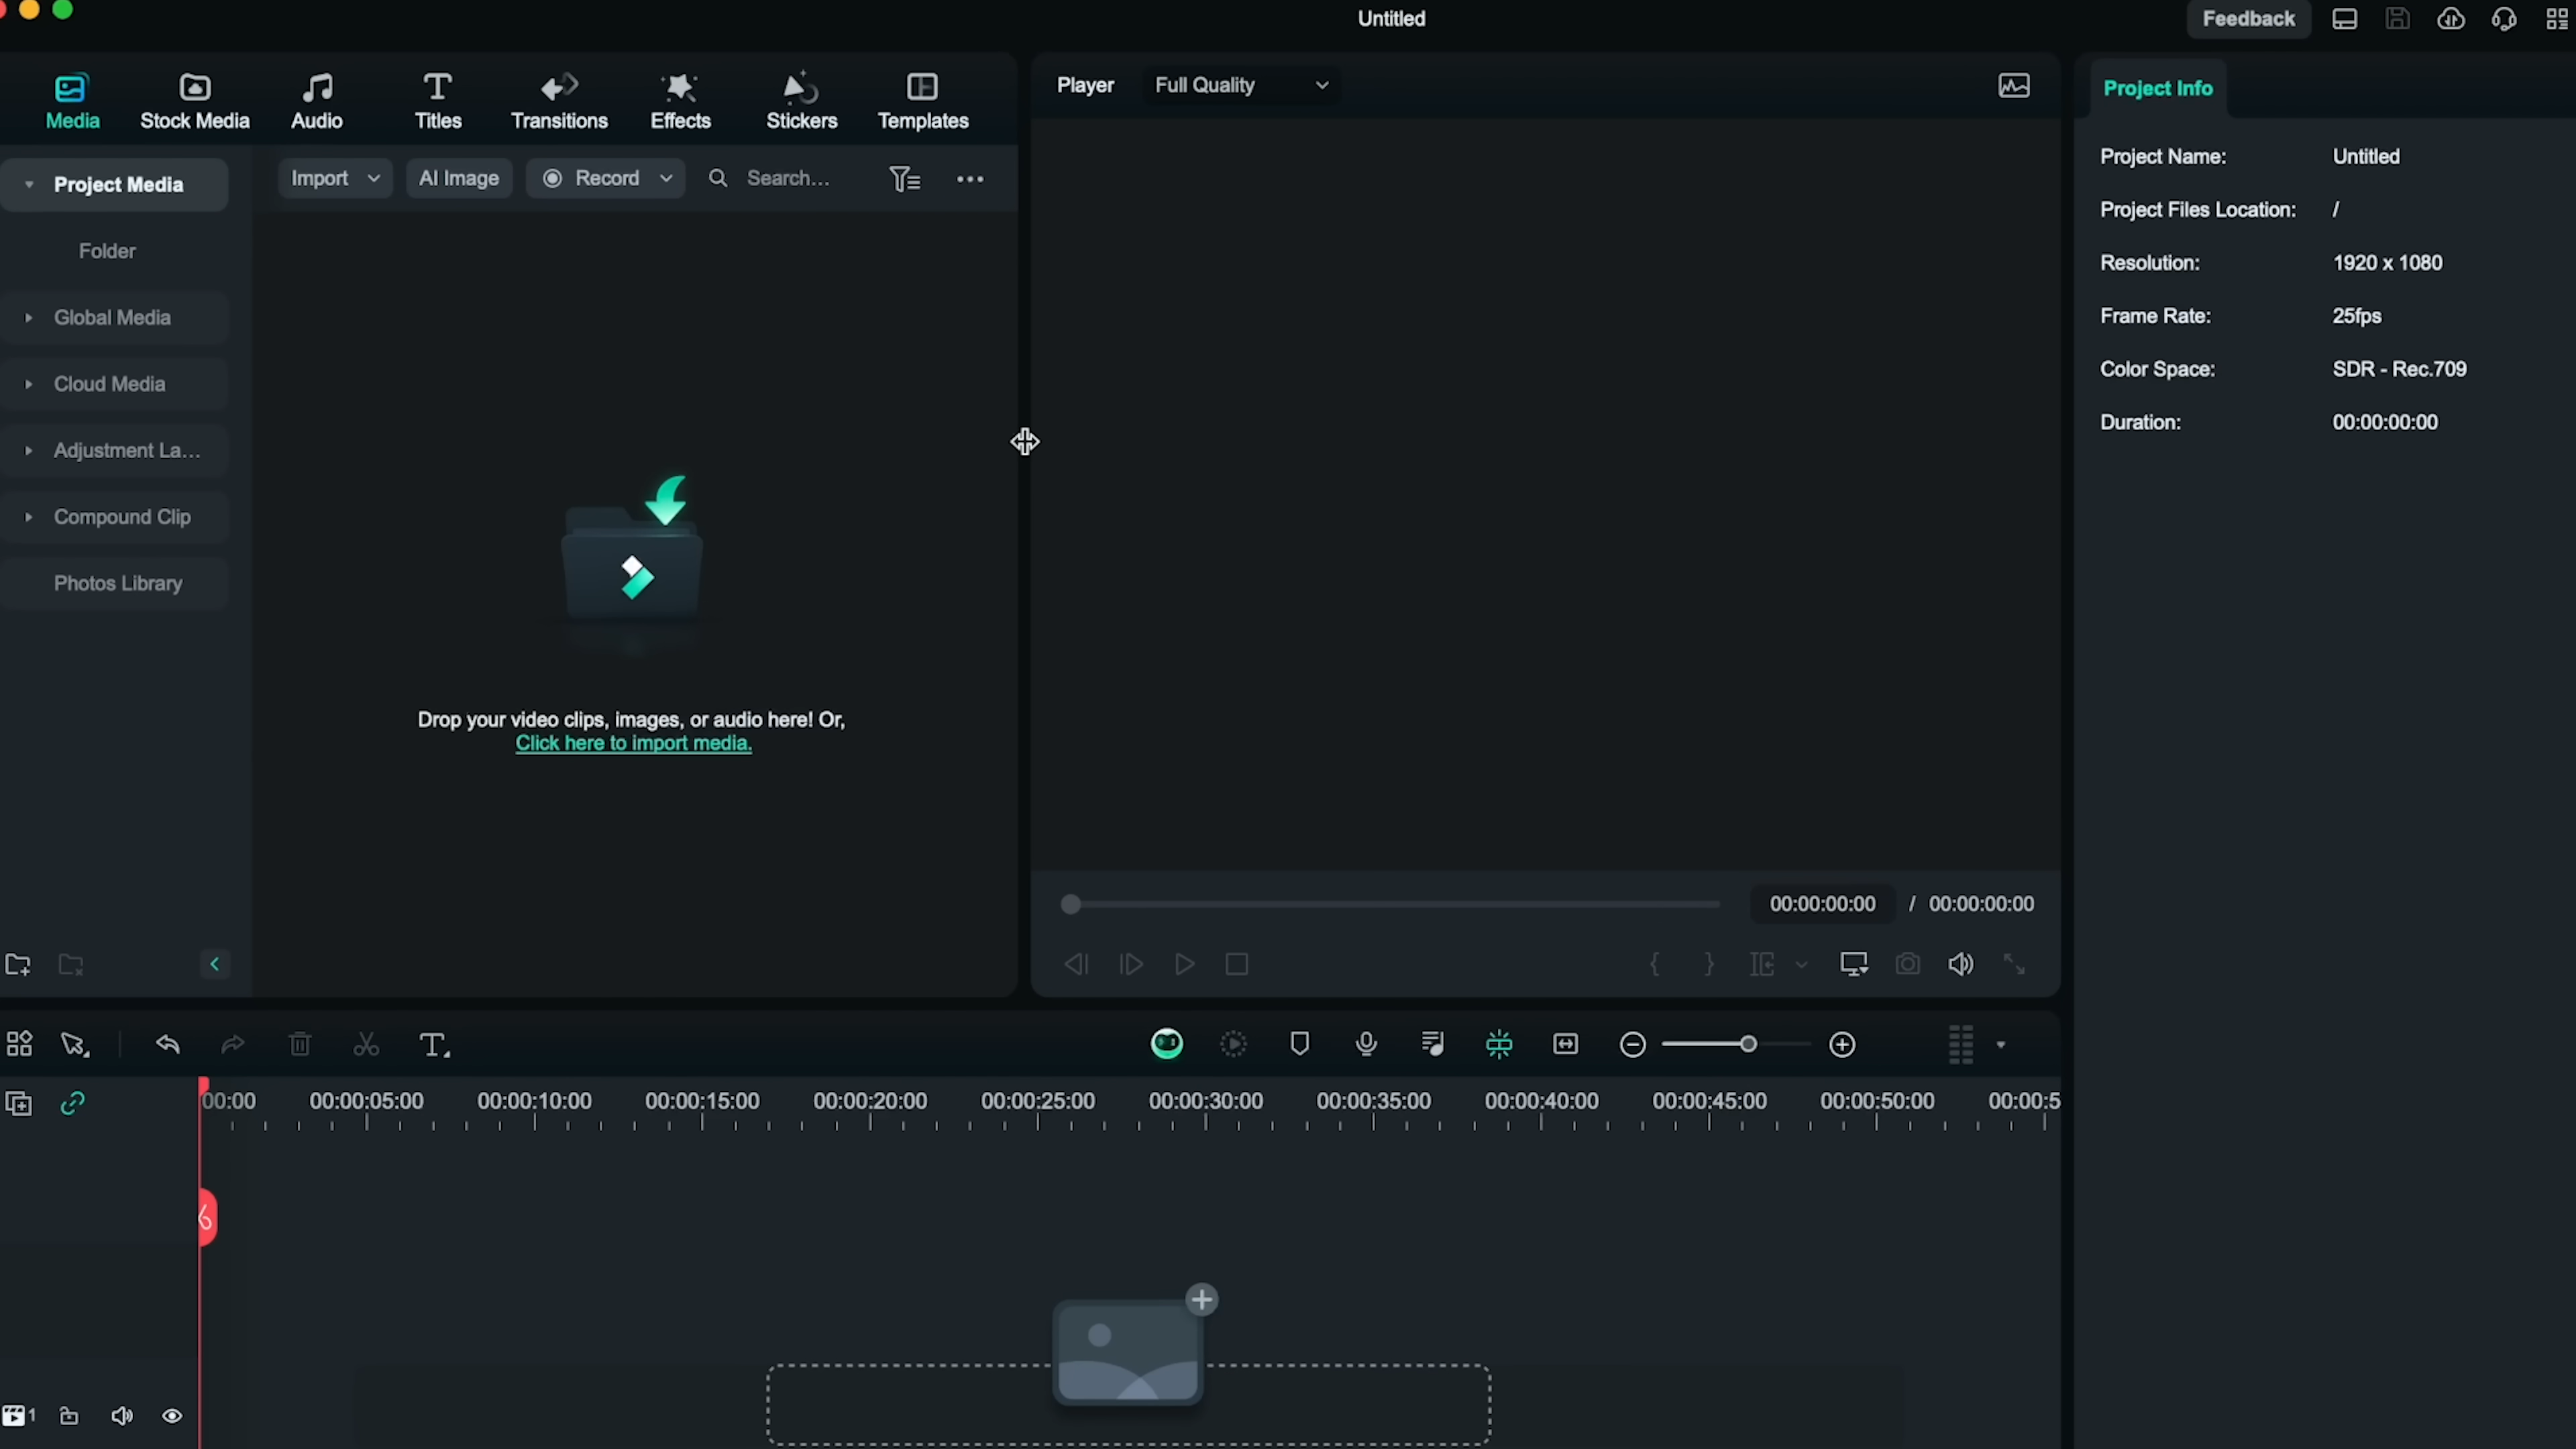 Untitled
Feedback
Media
Stock Media
Audio
Titles
Transitions
Effects
Stickers
Templates
Player
Full Quality
Project Info
Project Media
Import
AI Image
Record
Search...
Folder
Global Media
Cloud Media
Adjustment La...
Compound Clip
Photos Library
Drop your video clips, images, or audio here! Or,
Click here to import media.
Project Name: Untitled
Project Files Location: /
Resolution: 1920 x 1080
Frame Rate: 25fps
Color Space: SDR - Rec.709
Duration: 00:00:00:00
00:00:00:00 / 00:00:00:00
00:00 00:00:05:00 00:00:10:00 00:00:15:00 00:00:20:00 00:00:25:00 00:00:30:00 00:00:35:00 00:00:40:00 00:00:45:00 00:00:50:00 00:00:5
1